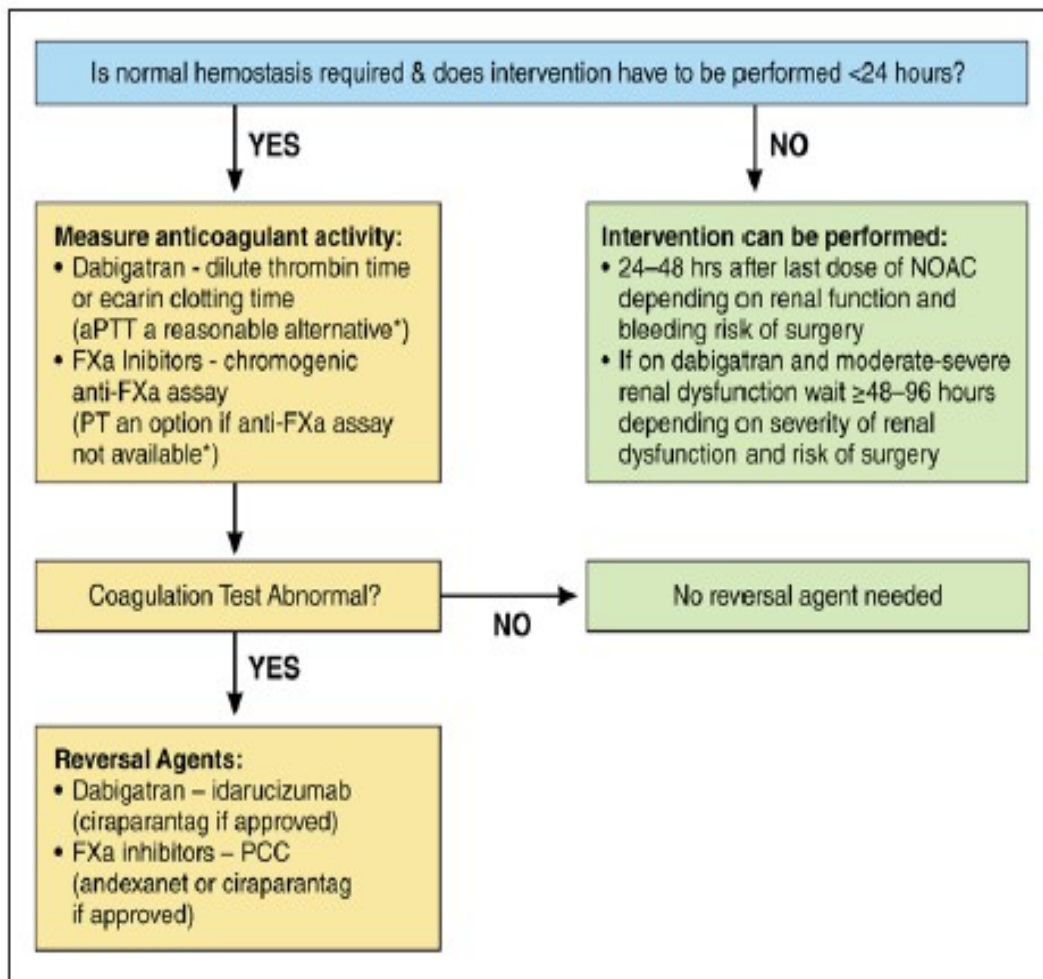 Is normal hemostasis required & does intervention have to be performed <24 hours?
YES
NO
Measure anticoagulant activity:
• Dabigatran - dilute thrombin time
or ecarin clotting time
(aPTT a reasonable alternative*)
• FXa Inibitors - chromogenic
anti-FXa assay
(PT an option if anti-FXa assay
not available*)
Intervention can be performed:
• 24–48 hrs after last dose of NOAC
depending on renal function and
bleeding risk of surgery
• If on dabigatran and moderate-severe
renal dysfunction wait ≥48–96 hours
depending on severity of renal
dysfunction and risk of surgery
Coagulation Test Abnormal?
NO
No reversal agent needed
YES
Reversal Agents:
• Dabigatran – idarucizumab
(ciraparantag if approved)
• FXa inhibitors – PCC
(andexanet or ciraparantag
if approved)